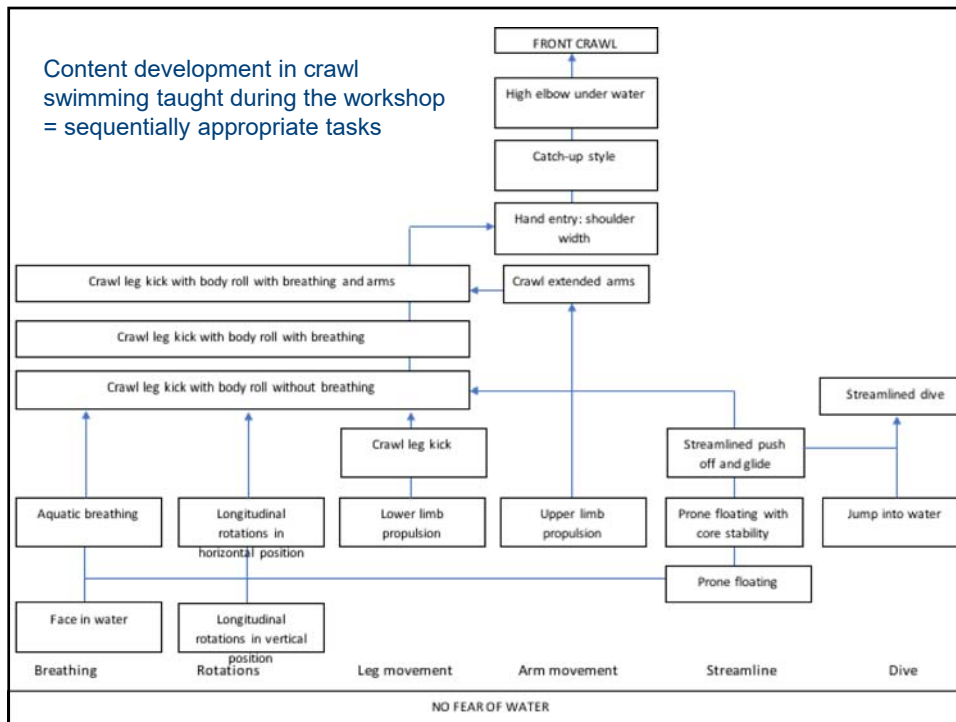 Content development in crawl
swimming taught during the workshop
= sequentially appropriate tasks
FRONT CRAWL
High elbow under water
Catch-up style
Hand entry: shoulder
width
Crawl leg kick with body roll with breathing and arms
Crawl extended arms
Crawl leg kick with body roll with breathing
Crawl leg kick with body roll without breathing
Streamlined dive
Crawl leg kick
Streamlined push
off and glide
Aquatic breathing
Longitudinal
rotations in
horizontal position
Lower limb
propulsion
Upper limb
propulsion
Prone floating with
core stability
Jump into water
Prone floating
Face in water
Longitudinal
rotations in vertical
position
Breathing
Rotations
Leg movement
Arm movement
Streamline
Dive
NO FEAR OF WATER